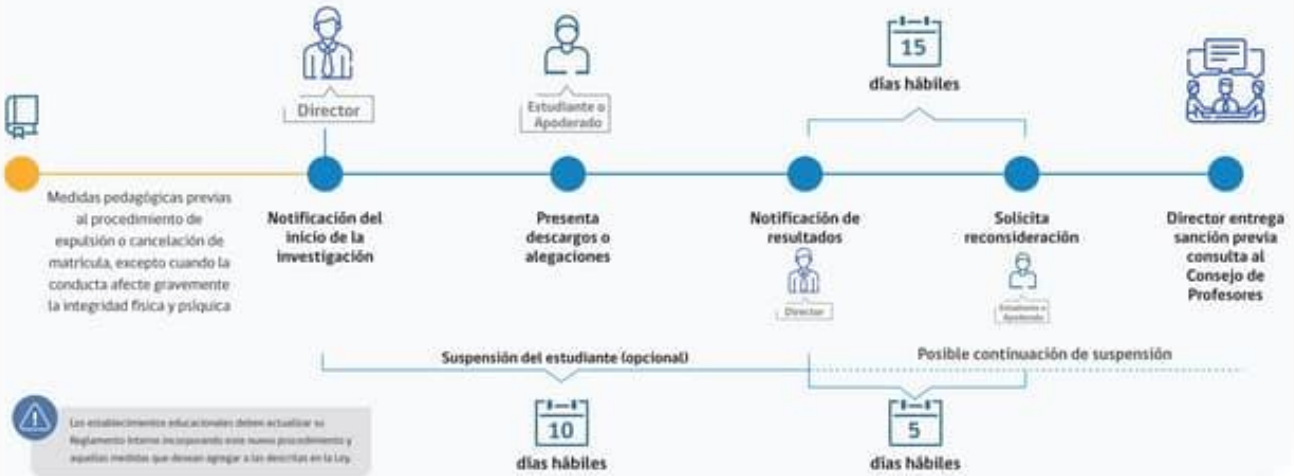 15
días hábiles
Director
Estudiante o
Apoderado
Medidas pedagógicas previas
al procedimiento de
expulsión o cancelación de
matrícula, excepto cuando la
conducta afecte gravemente
la integridad física y psíquica
Notificación del
inicio de la
investigación
Presenta
descargos o
alegaciones
Notificación de
resultados
Director
Solicita
reconsideración
Estudiante o
Apoderado
Director entrega
sanción previa
consulta al
Consejo de
Profesores
Suspensión del estudiante (opcional)
Posible continuación de suspensión
10
días hábiles
5
días hábiles
Los establecimientos educacionales deben actualizar su
Reglamento Interno incorporando este nuevo procedimiento y
aquellas medidas que desean agregar a las descritas en la Ley.